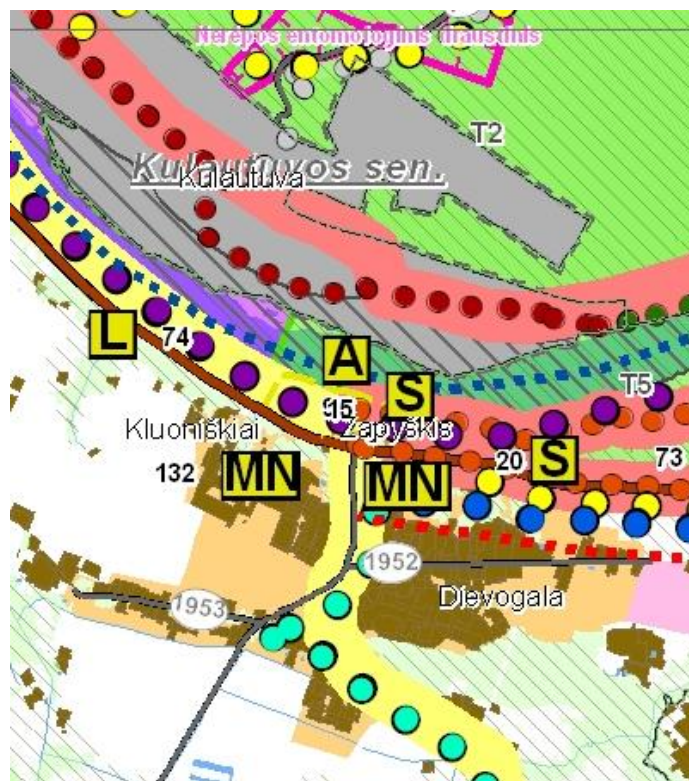 Nerėpos entomologinis draustinis
T2
Kulautuvos sen.
Kulautuva
L
74
A
15
S
T5
Kluoniškiai
Zapyškis
20
S
73
132
MN
MN
1952
Dievogala
1953